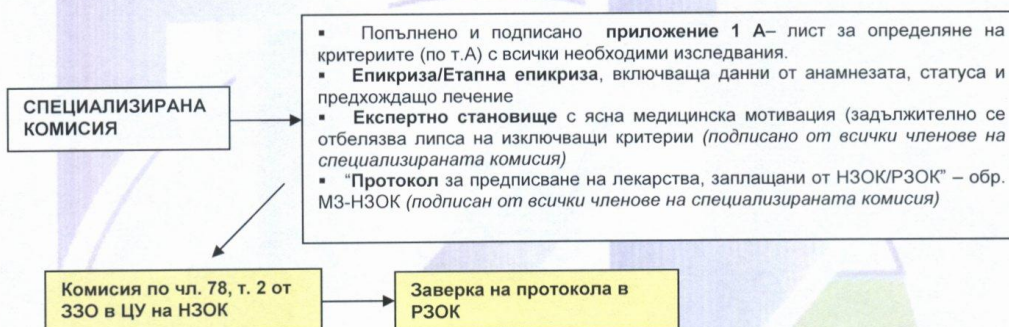 СПЕЦИАЛИЗИРАНА
КОМИСИЯ
▪ Попълнено и подписано приложение 1 А– лист за определяне на
критериите (по т.А) с всички необходими изследвания.
▪ Епикриза/Етапна епикриза, включваща данни от анамнезата, статуса и
предхождащо лечение
▪ Експертно становище с ясна медицинска мотивация (задължително се
отбелязва липса на изключващи критерии (подписано от всички членове на
специализираната комисия)
▪ "Протокол за предписване на лекарства, заплащани от НЗОК/РЗОК" – обр.
МЗ-НЗОК (подписан от всички членове на специализираната комисия)
Комисия по чл. 78, т. 2 от
ЗЗО в ЦУ на НЗОК
Заверка на протокола в
РЗОК